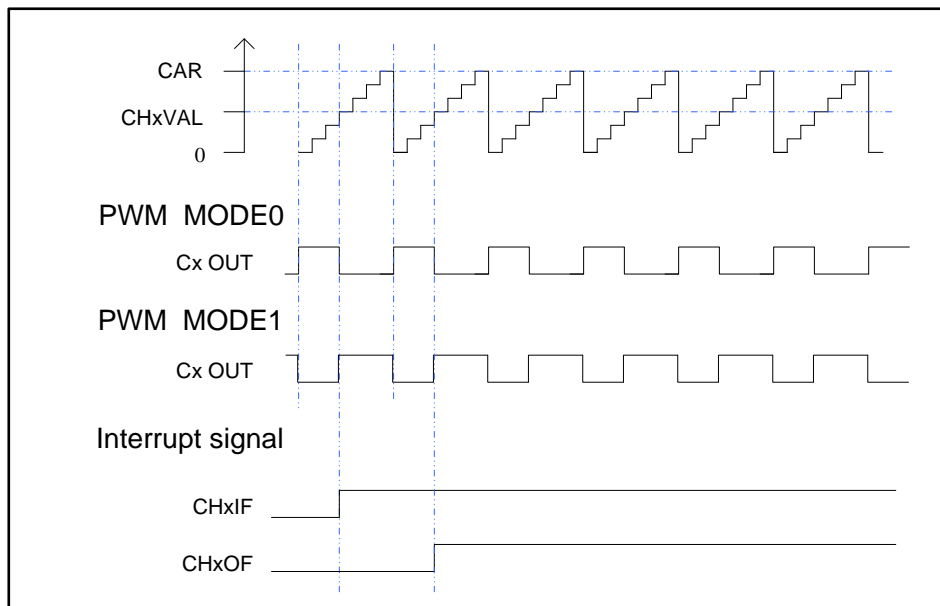 CAR
CHxVAL
0
PWM MODE0
Cx OUT
PWM MODE1
Cx OUT
Interrupt signal
CHxIF
CHxOF